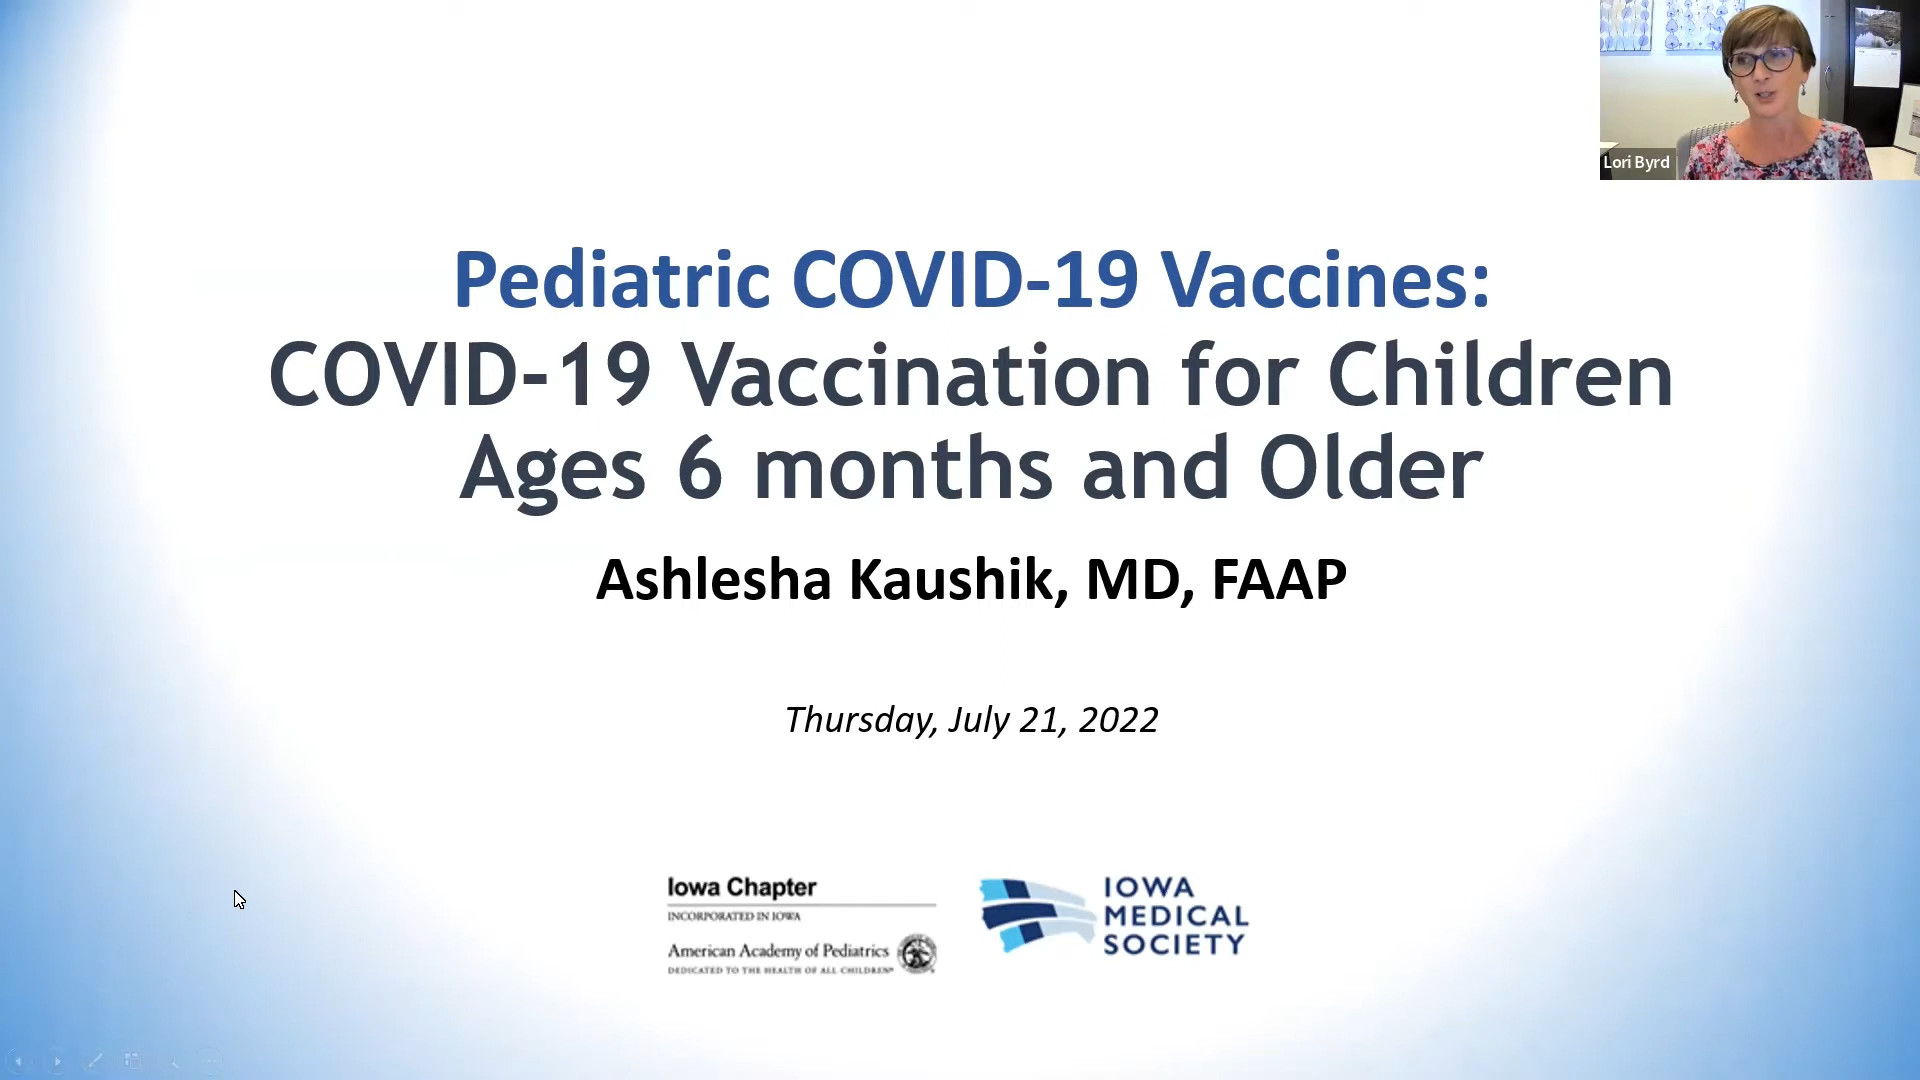 Lori Byrd
Pediatric COVID-19 Vaccines:
COVID-19 Vaccination for Children
Ages 6 months and Older
Ashlesha Kaushik, MD, FAAP
Thursday, July 21, 2022
Iowa Chapter
INCORPORATED IN IOWA
American Academy of Pediatrics
DEDICATED TO THE HEALTH OF ALL CHILDREN®
IOWA
MEDICAL
SOCIETY